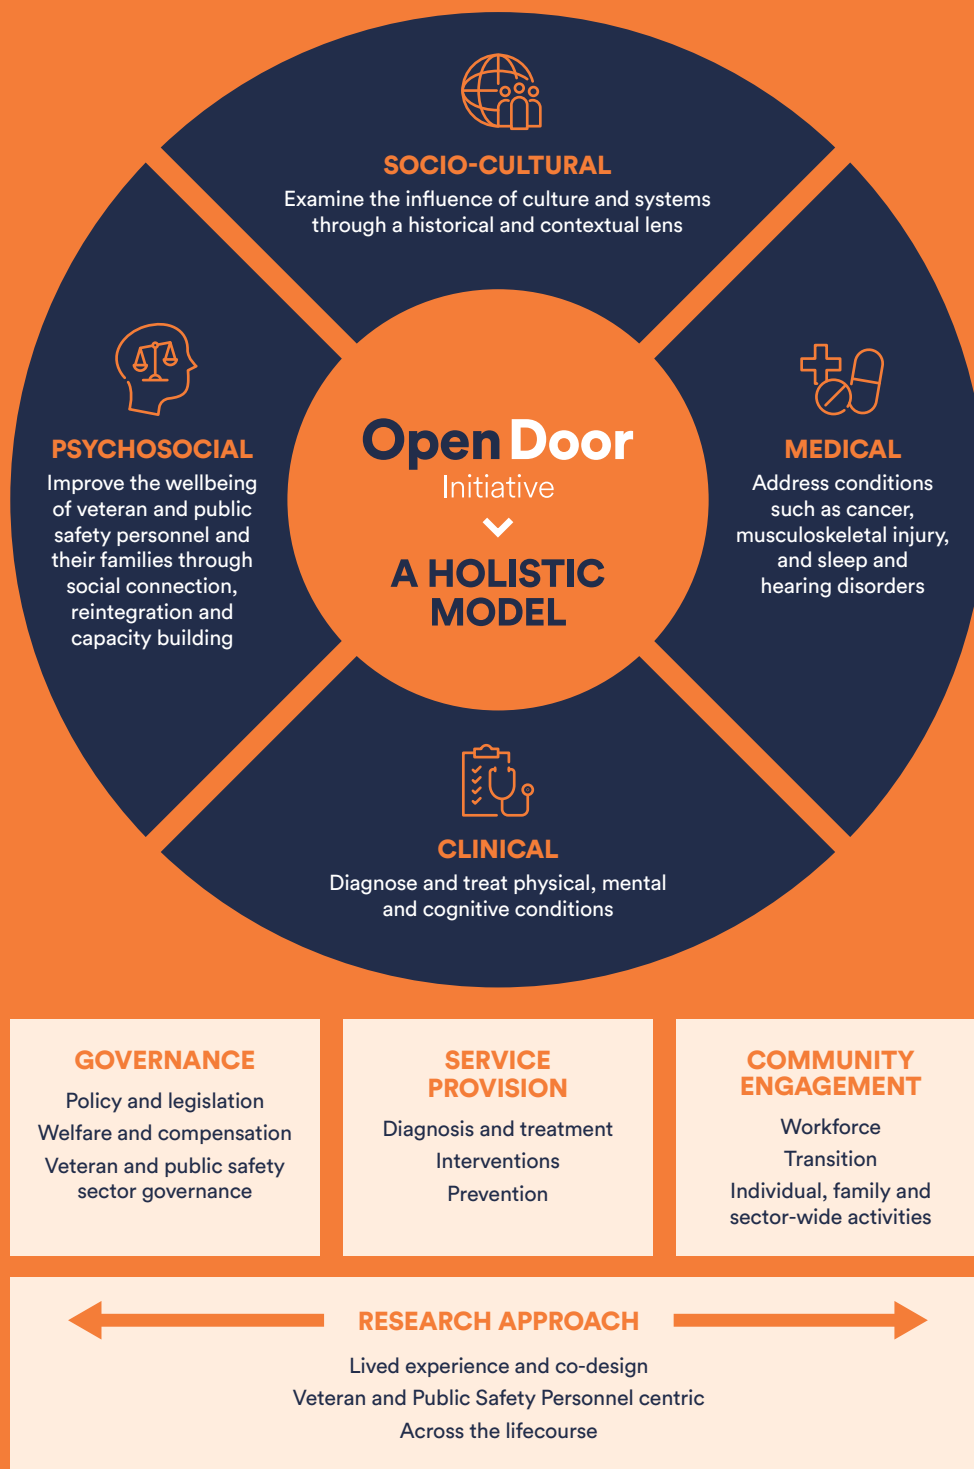 SOCIO-CULTURAL
Examine the influence of culture and systems
through a historical and contextual lens
PSYCHOSOCIAL
Improve the wellbeing
of veteran and public
safety personnel and
their families through
social connection,
reintegration and
capacity building
Open Door
Initiative
A HOLISTIC
MODEL
MEDICAL
Address conditions
such as cancer,
musculoskeletal injury,
and sleep and
hearing disorders
CLINICAL
Diagnose and treat physical, mental
and cognitive conditions
GOVERNANCE
Policy and legislation
Welfare and compensation
Veteran and public safety
sector governance
SERVICE
PROVISION
Diagnosis and treatment
Interventions
Prevention
COMMUNITY
ENGAGEMENT
Workforce
Transition
Individual, family and
sector-wide activities
RESEARCH APPROACH
Lived experience and co-design
Veteran and Public Safety Personnel centric
Across the lifecourse